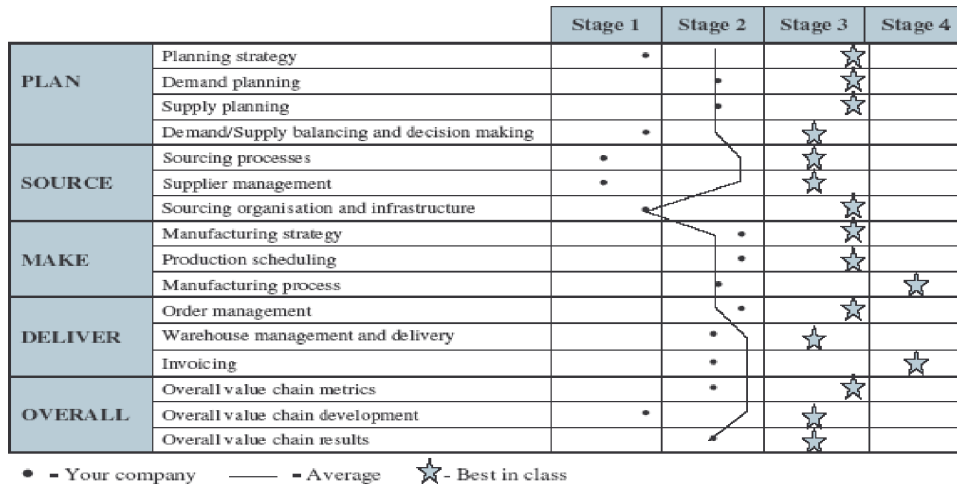 Stage 1 Stage 2 Stage 3 Stage 4
PLAN
Planning strategy
Demand planning
Supply planning
Demand/Supply balancing and decision making
SOURCE
Sourcing processes
Supplier management
Sourcing organisation and infrastructure
MAKE
Manufacturing strategy
Production scheduling
Manufacturing process
DELIVER
Order management
Warehouse management and delivery
Invoicing
OVERALL
Overall value chain metrics
Overall value chain development
Overall value chain results
• - Your company —— - Average ☆ - Best in class